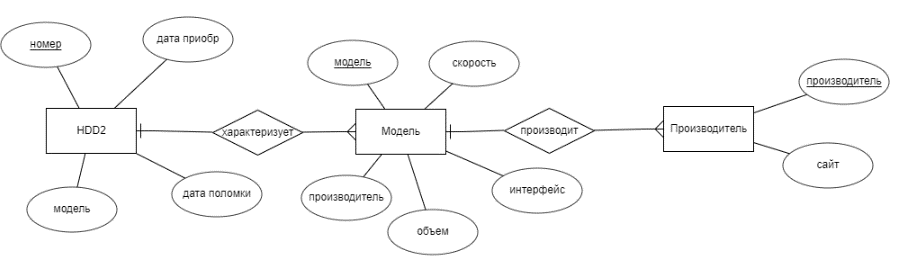 номер
дата приобр
модель
скорость
производитель
HDD2
характеризует
Модель
производит
Производитель
модель
дата поломки
производитель
объем
интерфейс
сайт